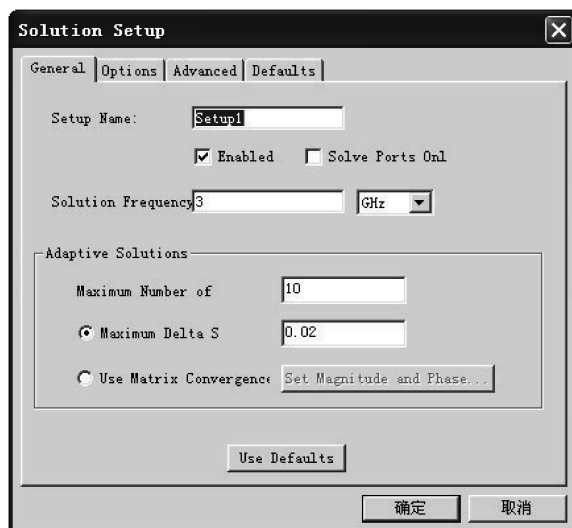 Solution Setup
General Options Advanced Defaults
Setup Name: Setup1
Enabled Solve Ports Onl
Solution Frequency 3 GHz
Adaptive Solutions
Maximum Number of 10
Maximum Delta S 0.02
Use Matrix Convergence Set Magnitude and Phase...
Use Defaults
确定 取消